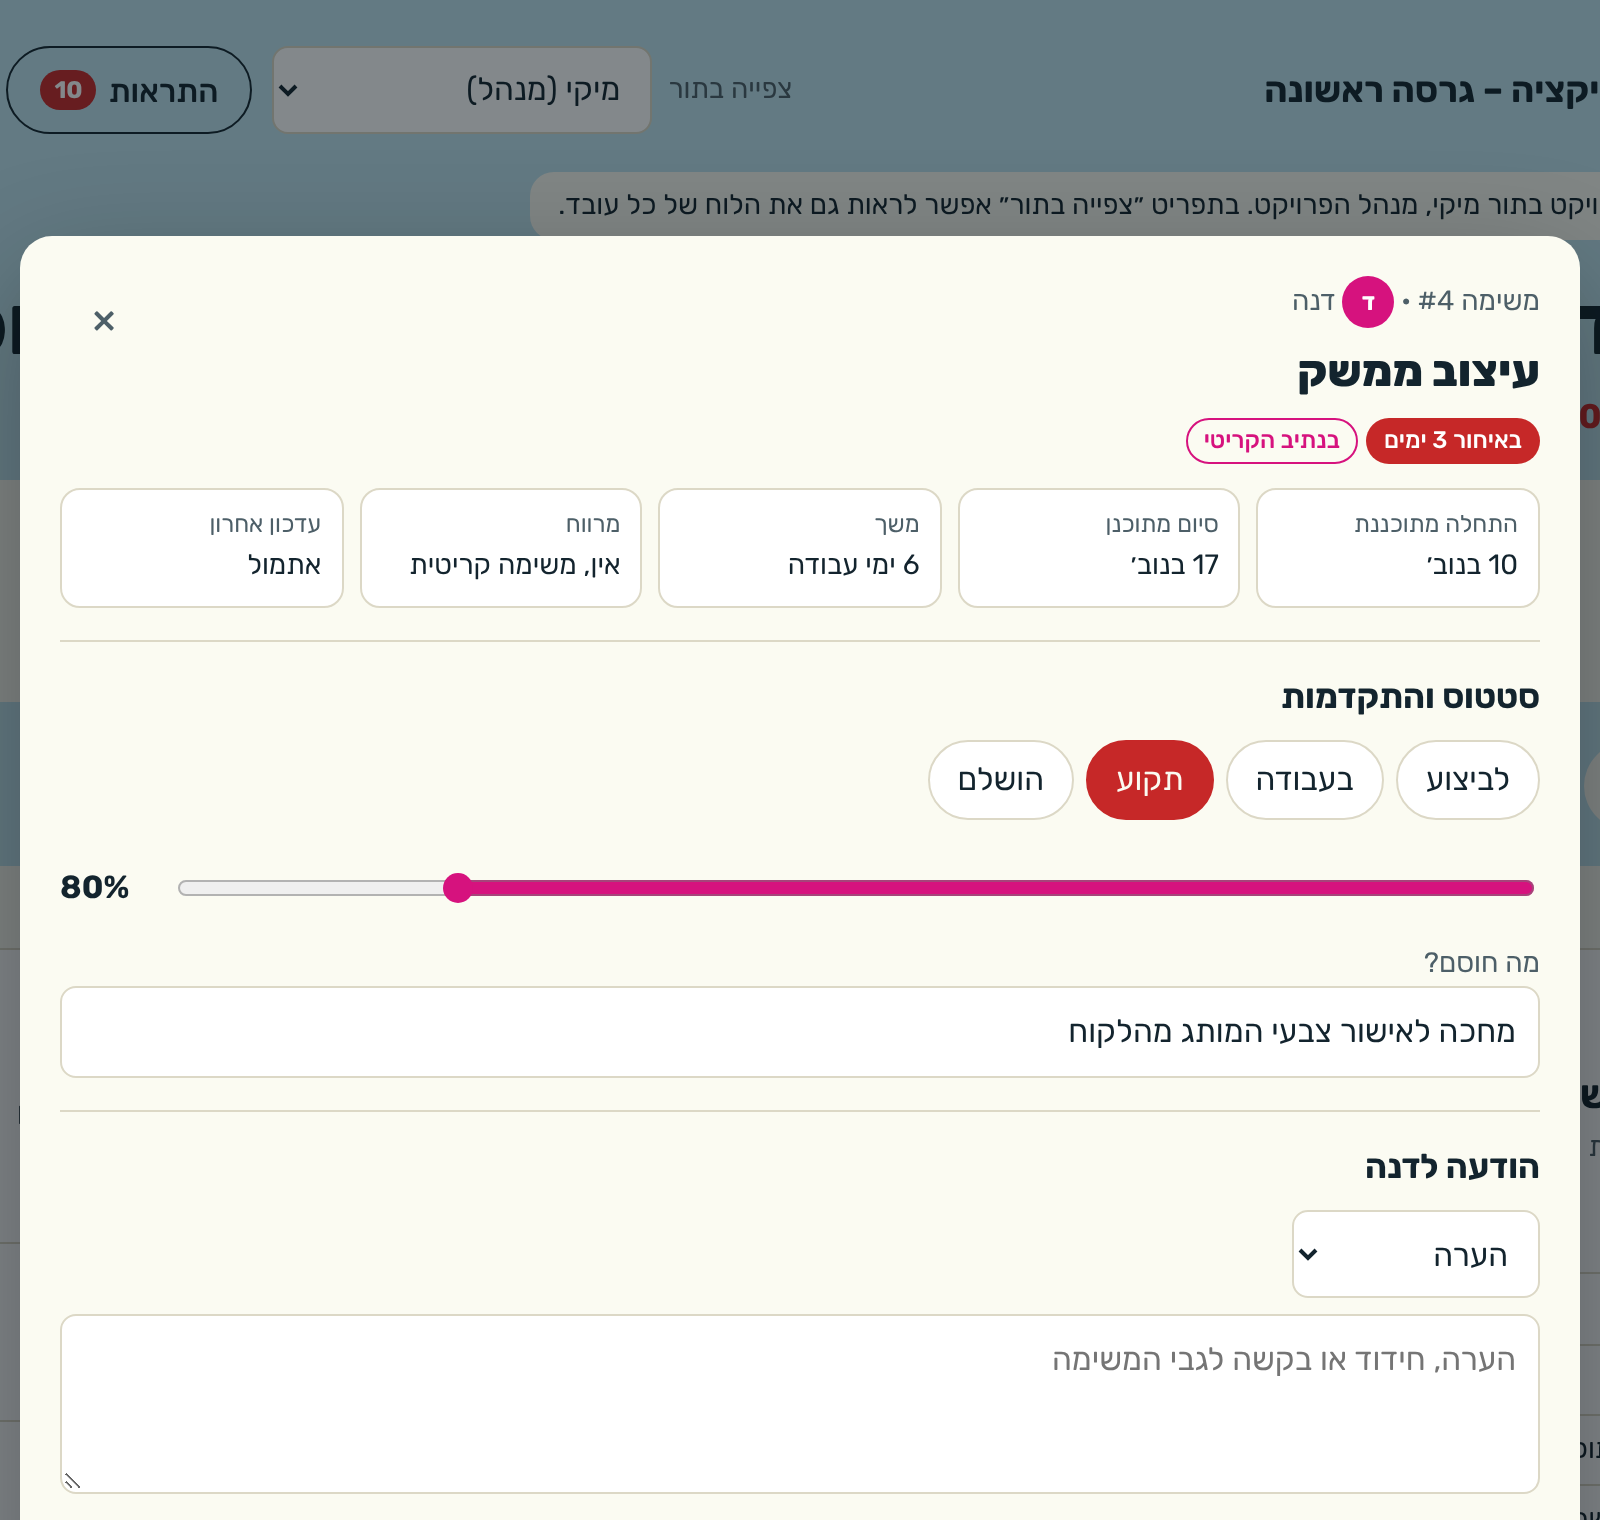 יקציה – גרסה ראשונה
צפייה בתור
מיקי (מנהל)
התראות 10
ויקט בתור מיקי, מנהל הפרויקט. בתפריט ״צפייה בתור״ אפשר לראות גם את הלוח של כל עובד.
משימה #4 • ד דנה
×
עיצוב ממשק
באיחור 3 ימים
בנתיב הקריטי
התחלה מתוכננת
10 בנוב׳
סיום מתוכנן
17 בנוב׳
משך
6 ימי עבודה
מרווח
אין, משימה קריטית
עדכון אחרון
אתמול
סטטוס והתקדמות
לביצוע
בעבודה
תקוע
הושלם
80%
מה חוסם?
מחכה לאישור צבעי המותג מהלקוח
הודעה לדנה
הערה
הערה, חידוד או בקשה לגבי המשימה